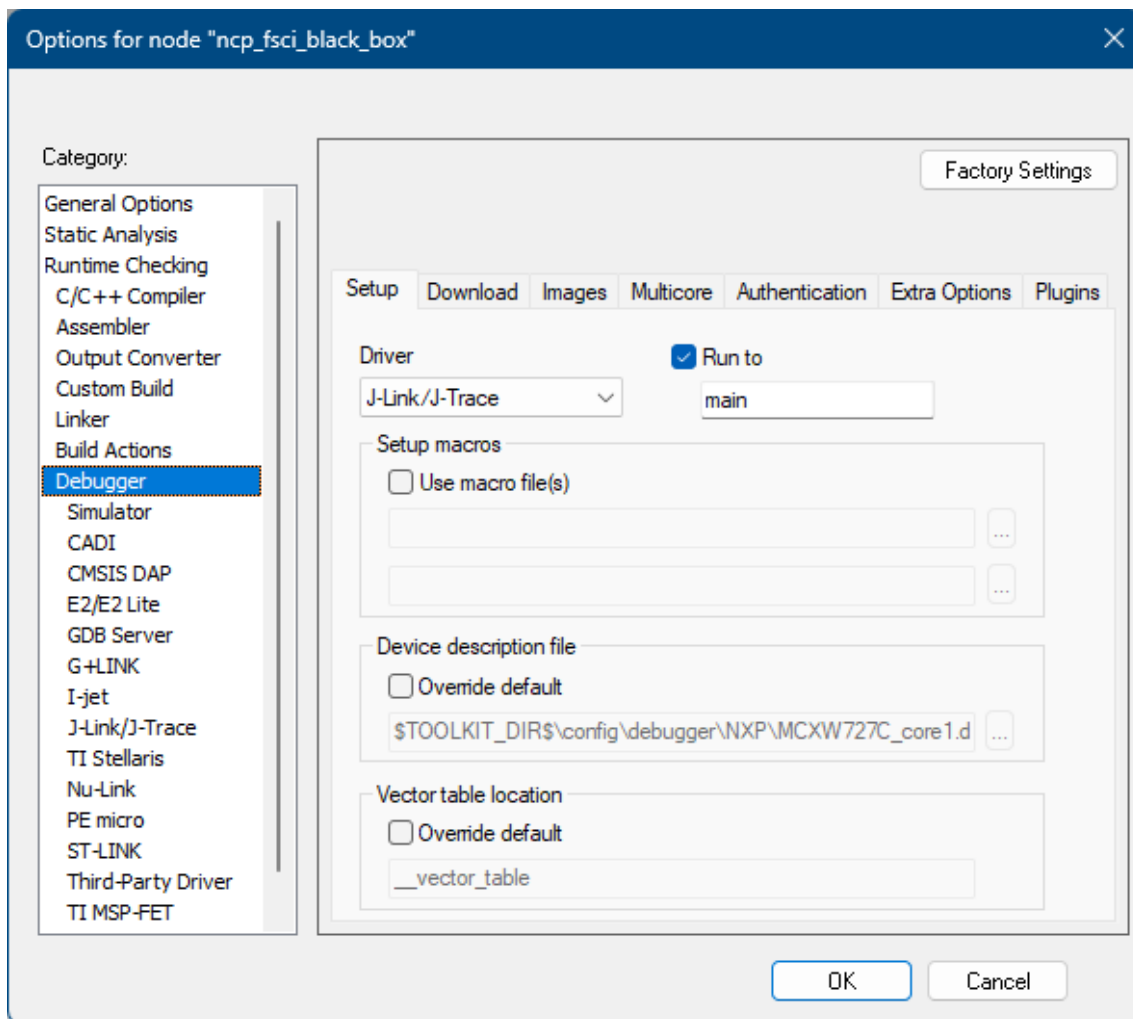 Options for node "ncp_fsci_black_box"
Category:
Factory Settings
General Options
Static Analysis
Runtime Checking
C/C++ Compiler
Assembler
Output Converter
Custom Build
Linker
Build Actions
Debugger
Simulator
CADI
CMSIS DAP
E2/E2 Lite
GDB Server
G+LINK
I-jet
J-Link/J-Trace
TI Stellaris
Nu-Link
PE micro
ST-LINK
Third-Party Driver
TI MSP-FET
Setup Download Images Multicore Authentication Extra Options Plugins
Driver
Run to
J-Link/J-Trace
main
Setup macros
Use macro file(s)
...
...
Device description file
Override default
$TOOLKIT_DIR$\config\debugger\NXP\MCXW727C_core1.d
...
Vector table location
Override default
__vector_table
OK
Cancel